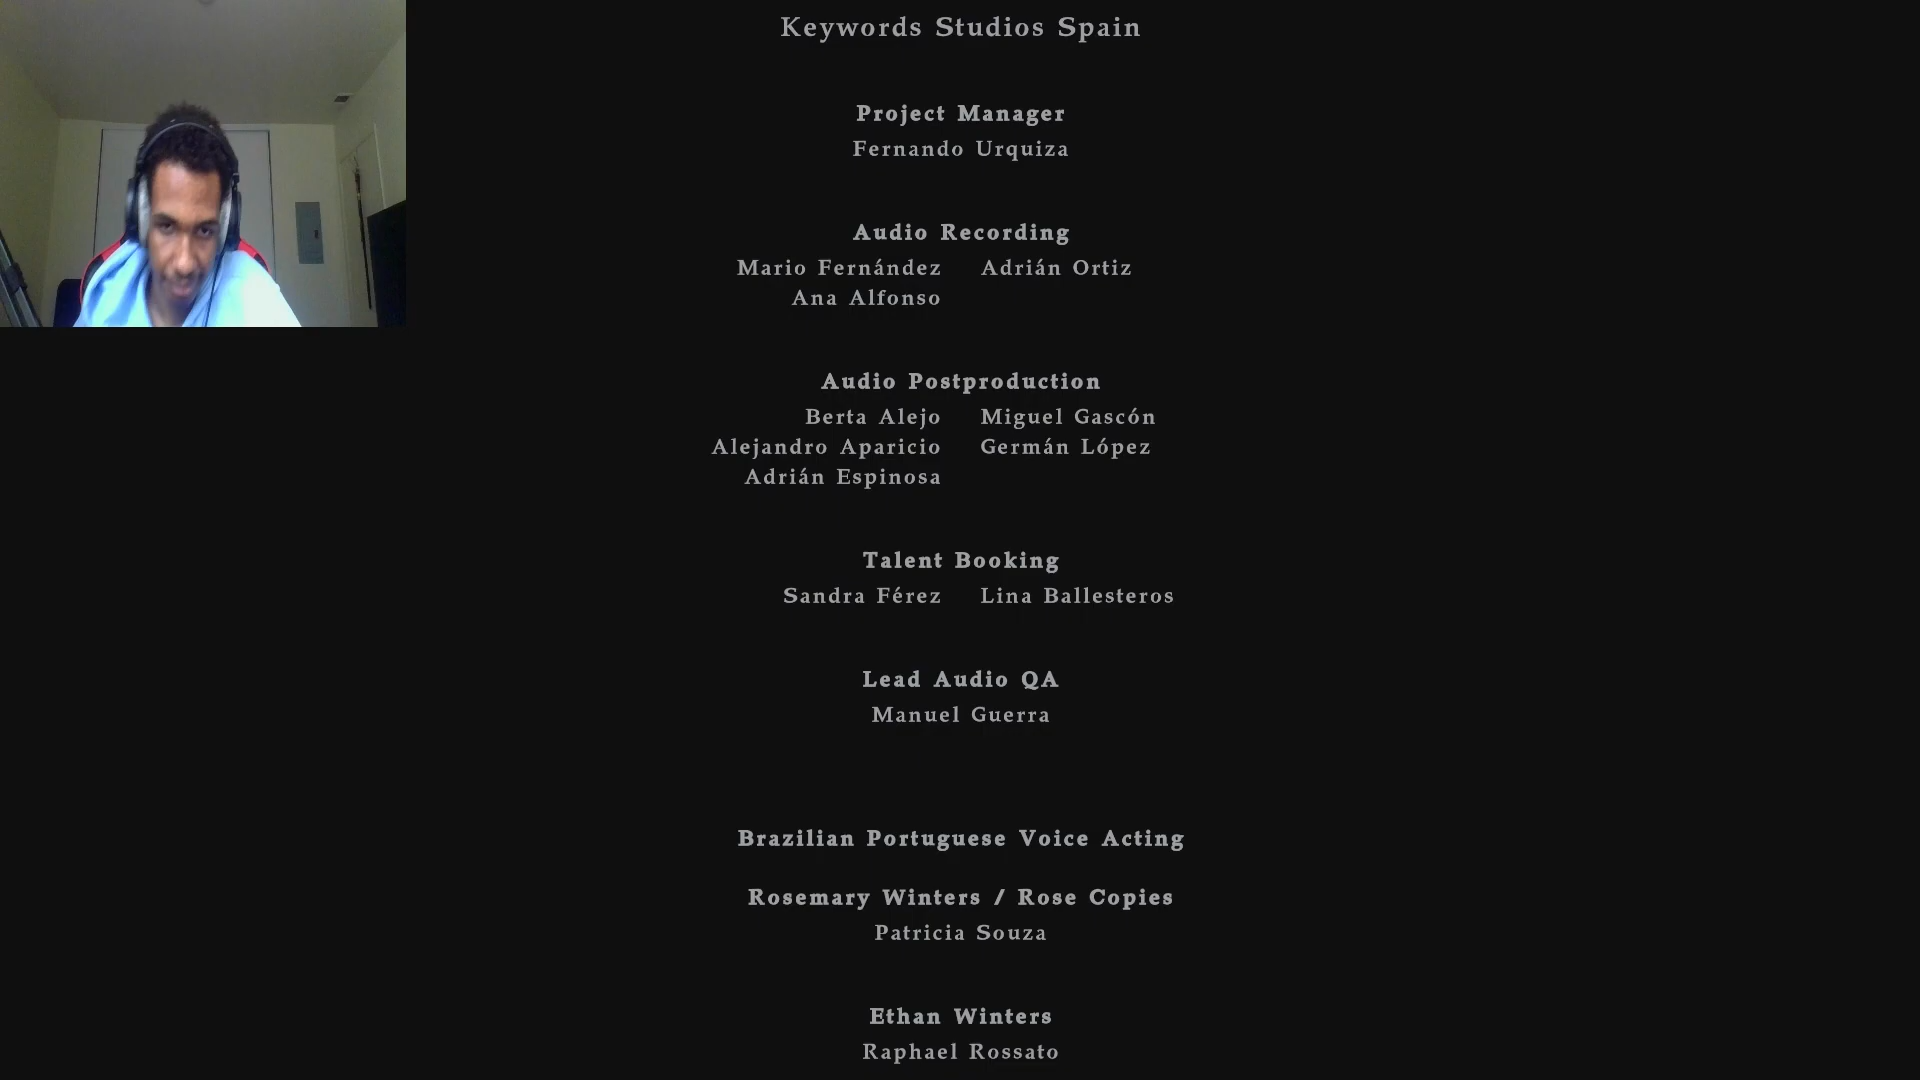 Keywords Studios Spain
Project Manager
Fernando Urquiza
Audio Recording
Mario Fernández Adrián Ortiz
Ana Alfonso
Audio Postproduction
Berta Alejo Miguel Gascón
Alejandro Aparicio Germán López
Adrián Espinosa
Talent Booking
Sandra Férez Lina Ballesteros
Lead Audio QA
Manuel Guerra
Brazilian Portuguese Voice Acting
Rosemary Winters / Rose Copies
Patricia Souza
Ethan Winters
Raphael Rossato